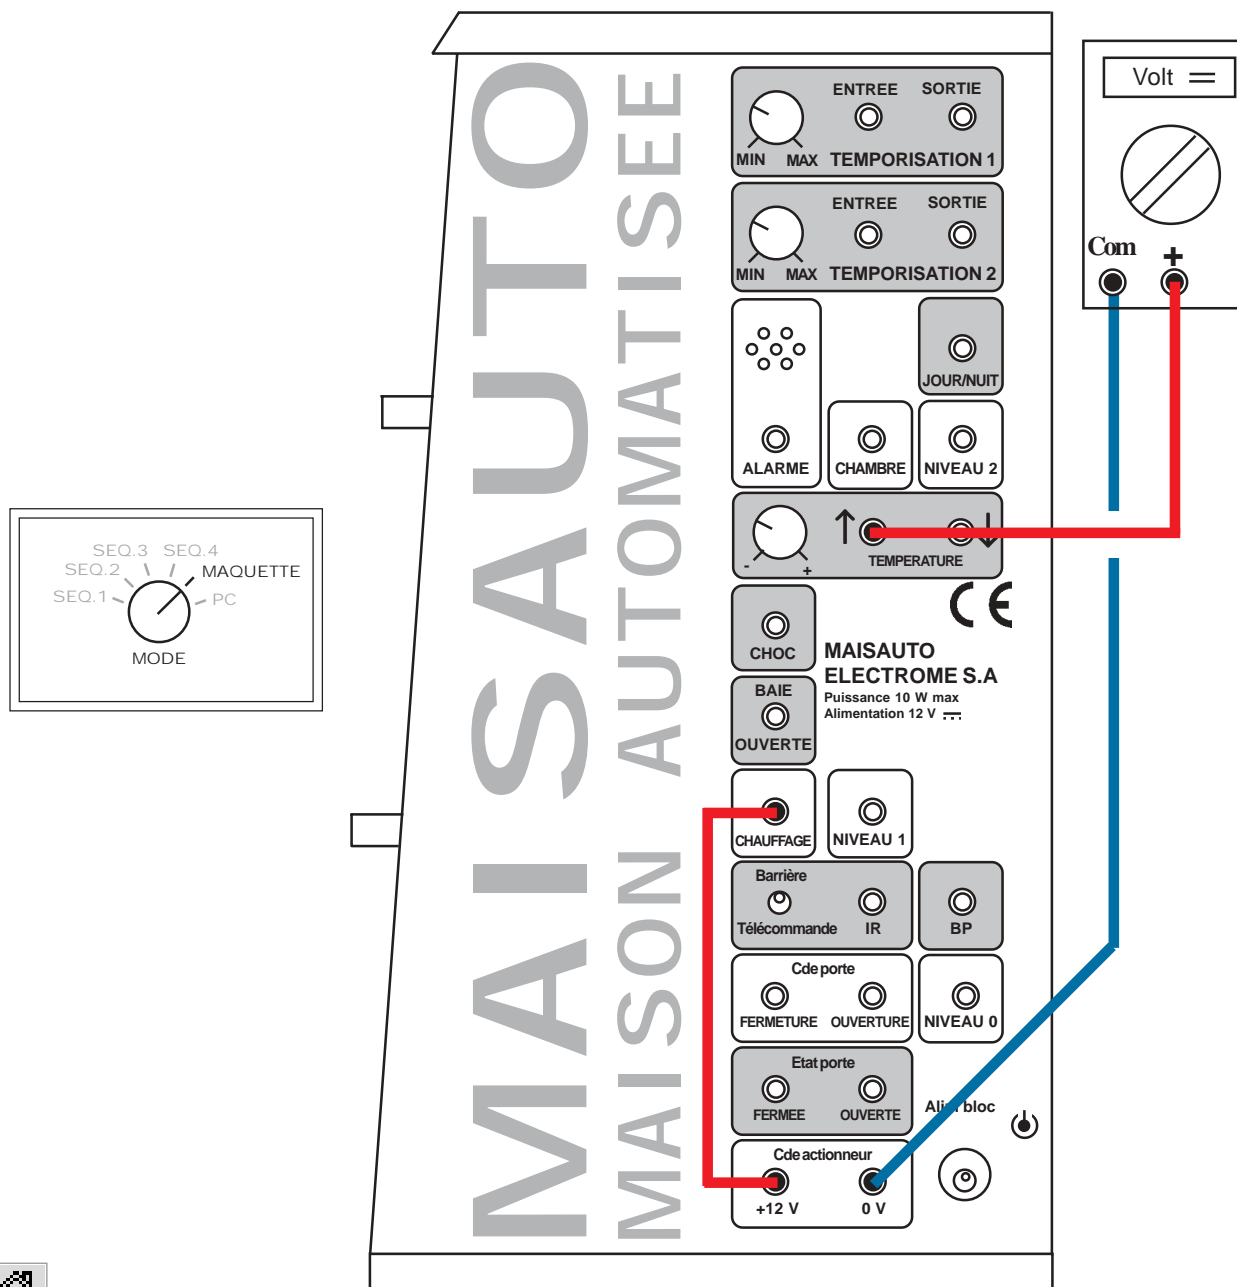 Volt
Com +
ENTREE SORTIE
MIN MAX TEMPORISATION 1
ENTREE SORTIE
MIN MAX TEMPORISATION 2
JOUR/NUIT
ALARME CHAMBRE NIVEAU 2
- +
TEMPERATURE
CE
CHOC
MAISAUTO
ELECTROME S.A
Puissance 10 W max
Alimentation 12 V
BAIE
OUVERTE
CHAUFFAGE NIVEAU 1
Barrière
Télécommande IR BP
Cde porte
FERMETURE OUVERTURE NIVEAU 0
Etat porte
FERMEE OUVERTE
Alim bloc
Cde actionneur
+12 V 0 V
MAISAUTO
MAISON AUTOMATISEE
SEQ.3 SEQ.4
SEQ.2 MAQUETTE
SEQ.1 PC
MODE